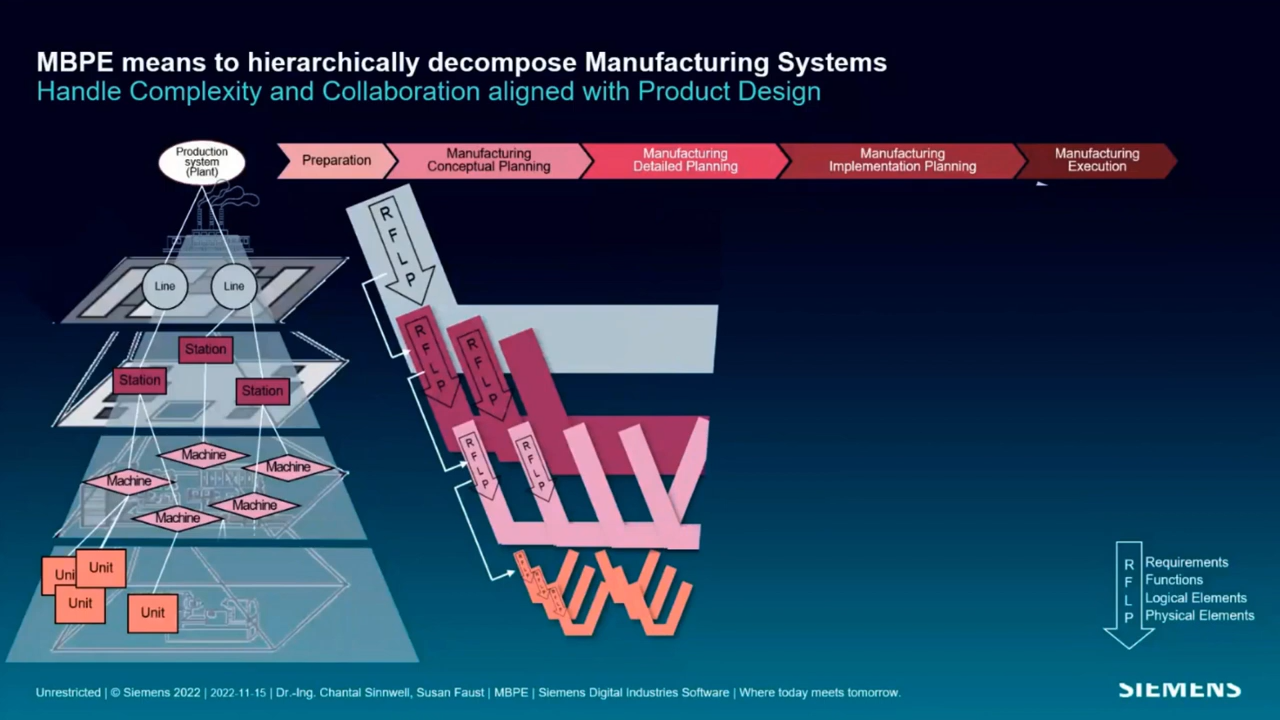 MBPE means to hierarchically decompose Manufacturing Systems
Handle Complexity and Collaboration aligned with Product Design
Production
system
(Plant)
Preparation
Manufacturing
Conceptual Planning
Manufacturing
Detailed Planning
Manufacturing
Implementation Planning
Manufacturing
Execution
Line
Line
Station
Station
Station
Machine
Machine
Machine
Machine
Machine
Uni
Unit
Unit
Unit
R
F
L
P
R
F
L
P
R
F
L
P
R
F
L
P
R
F
L
P
R Requirements
F Functions
L Logical Elements
P Physical Elements
Unrestricted | © Siemens 2022 | 2022-11-15 | Dr.-Ing. Chantal Sinnwell, Susan Faust | MBPE | Siemens Digital Industries Software | Where today meets tomorrow.
SIEMENS